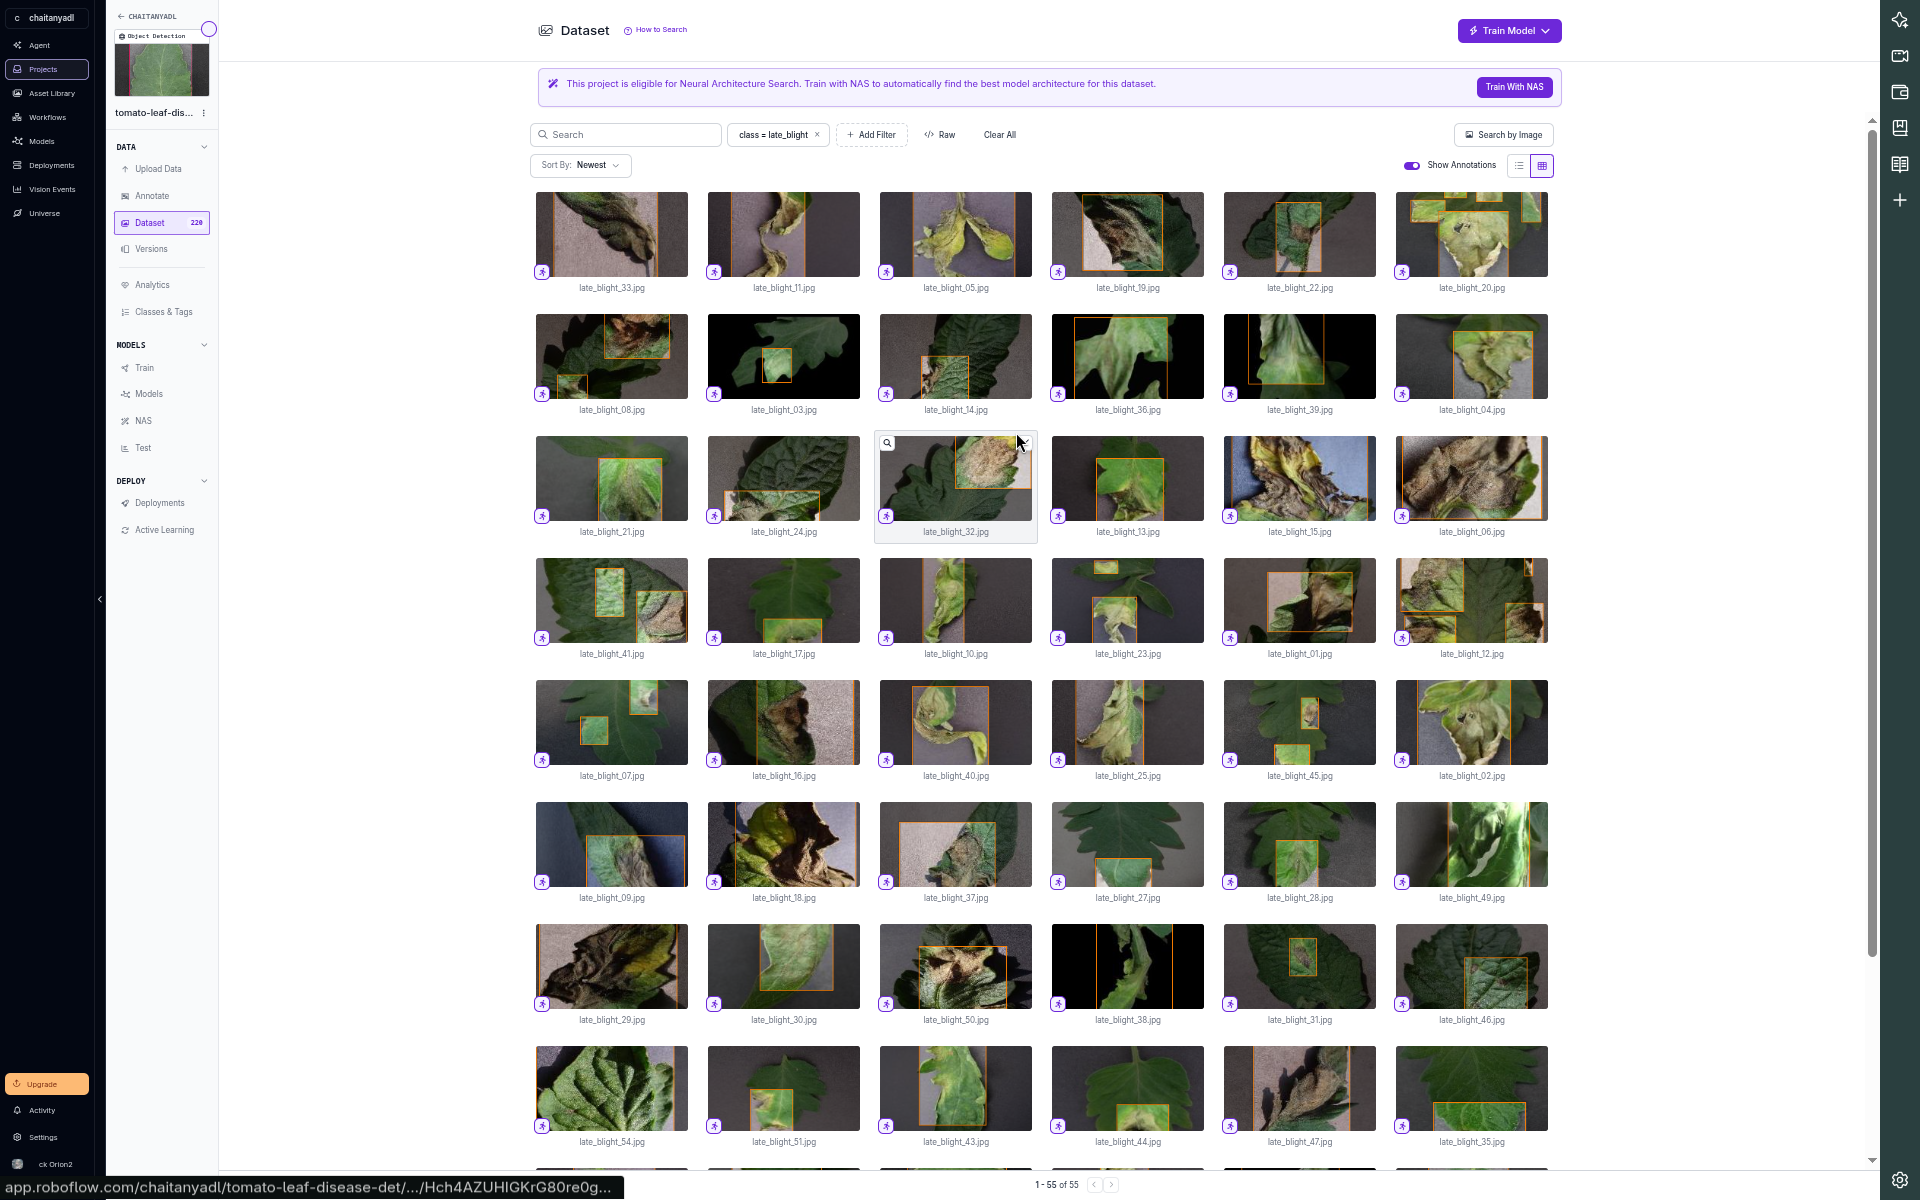 C chaitanyadl
Agent
Projects
Asset Library
Workflows
Models
Deployments
Vision Events
Universe
Upgrade
Activity
Settings
ck Orion2
CHAITANYADL
Object Detection
tomato-leaf-dis...
DATA
Upload Data
Annotate
Dataset 220
Versions
Analytics
Classes & Tags
MODELS
Train
Models
NAS
Test
DEPLOY
Deployments
Active Learning
Dataset How to Search
Train Model
This project is eligible for Neural Architecture Search. Train with NAS to automatically find the best model architecture for this dataset.
Train With NAS
Search class = late_blight × + Add Filter </> Raw Clear All Search by Image
Sort By: Newest Show Annotations
late_blight_33.jpg late_blight_11.jpg late_blight_05.jpg late_blight_19.jpg late_blight_22.jpg late_blight_20.jpg
late_blight_08.jpg late_blight_03.jpg late_blight_14.jpg late_blight_36.jpg late_blight_39.jpg late_blight_04.jpg
late_blight_21.jpg late_blight_24.jpg late_blight_32.jpg late_blight_13.jpg late_blight_15.jpg late_blight_06.jpg
late_blight_41.jpg late_blight_17.jpg late_blight_10.jpg late_blight_23.jpg late_blight_01.jpg late_blight_12.jpg
late_blight_07.jpg late_blight_16.jpg late_blight_40.jpg late_blight_25.jpg late_blight_45.jpg late_blight_02.jpg
late_blight_09.jpg late_blight_18.jpg late_blight_37.jpg late_blight_27.jpg late_blight_28.jpg late_blight_49.jpg
late_blight_29.jpg late_blight_30.jpg late_blight_50.jpg late_blight_38.jpg late_blight_31.jpg late_blight_46.jpg
late_blight_54.jpg late_blight_51.jpg late_blight_43.jpg late_blight_44.jpg late_blight_47.jpg late_blight_35.jpg
1 - 55 of 55
app.roboflow.com/chaitanyadl/tomato-leaf-disease-det/.../Hch4AZUHIGKrG80re0g...